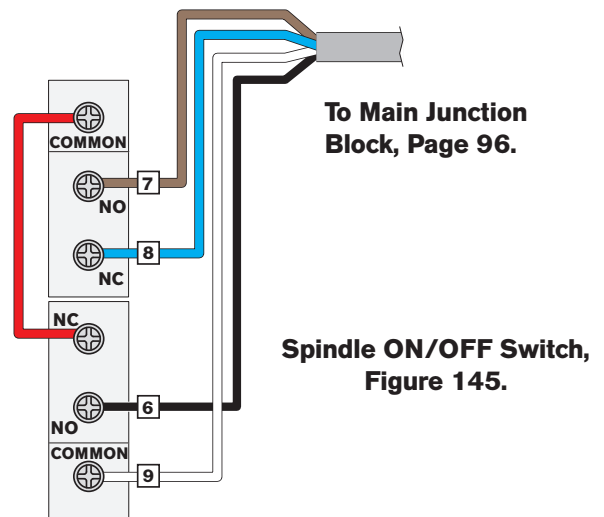 To Main Junction
Block, Page 96.
COMMON
7
NO
8
NC
NC
Spindle ON/OFF Switch,
Figure 145.
6
NO
COMMON
9